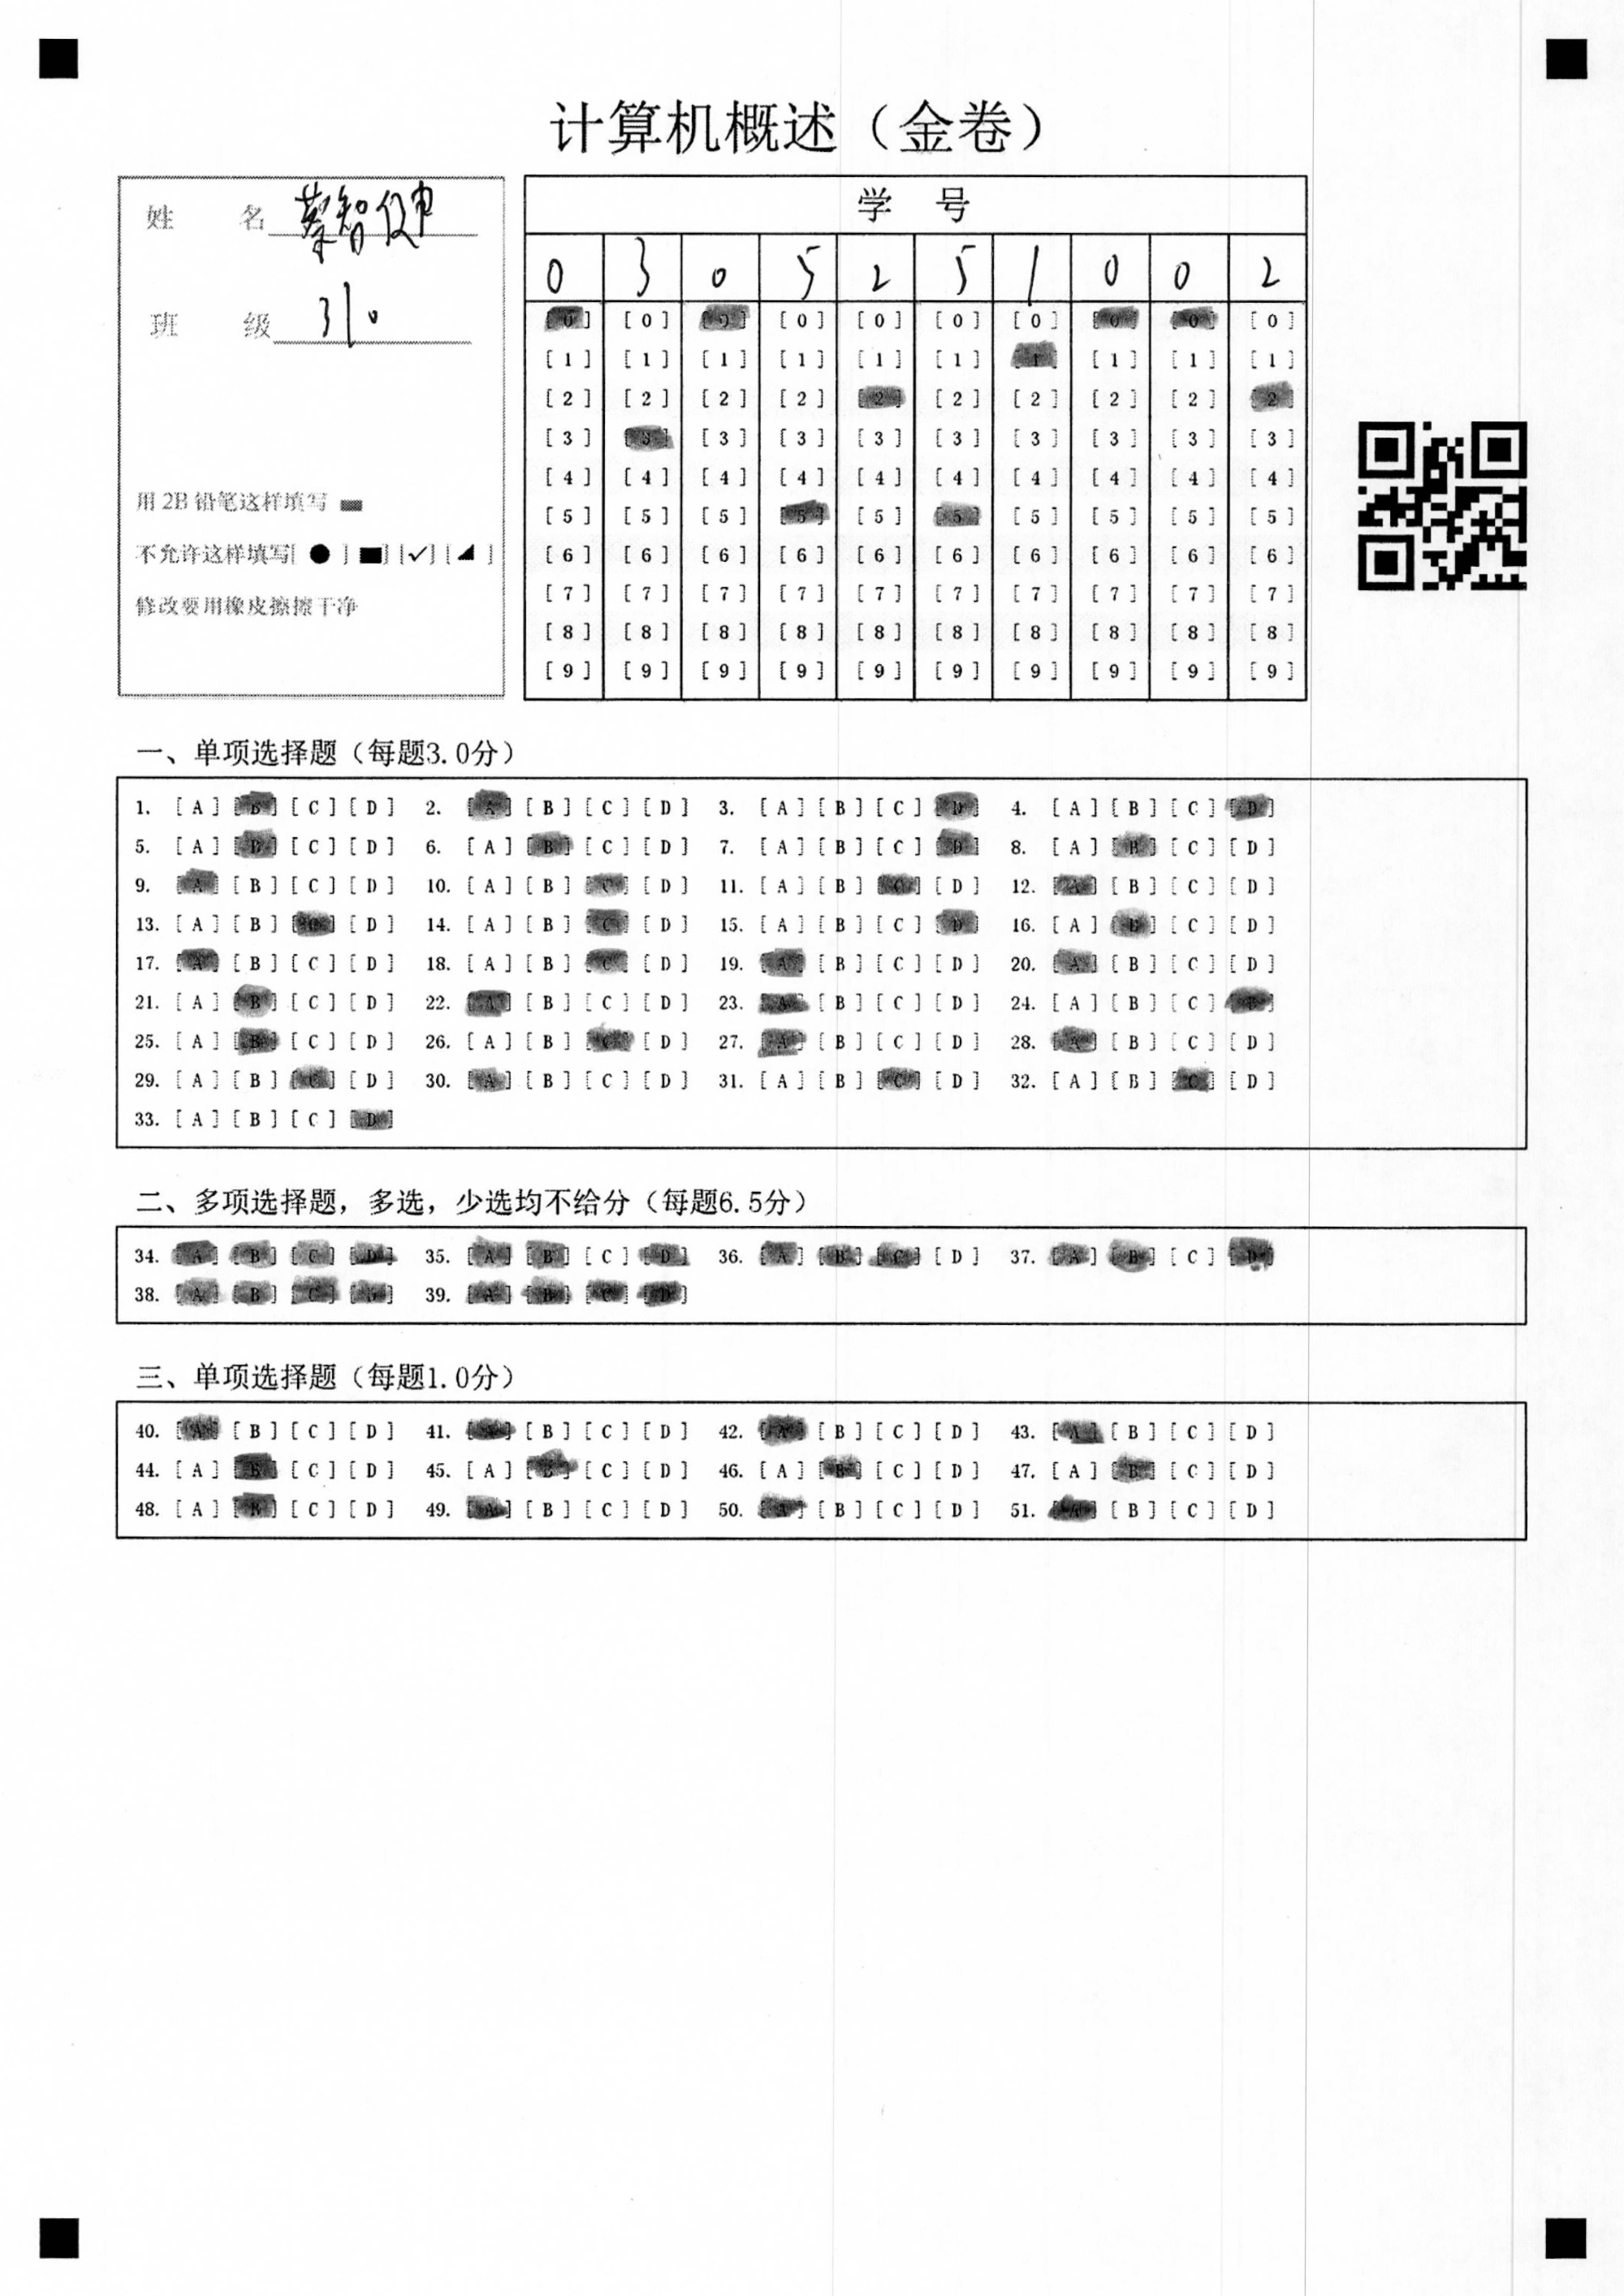 计算机概述（金卷）
姓 名 蔡智健
班 级 310
用2B铅笔这样填写
不允许这样填写[ ● ] [■] [✓] [◢ ]
修改要用橡皮擦擦干净
学 号
0 3 0 5 2 5 1 0 0 2
[0] [0] [0] [0] [0] [0] [0] [0] [0] [0]
[1] [1] [1] [1] [1] [1] [1] [1] [1] [1]
[2] [2] [2] [2] [2] [2] [2] [2] [2] [2]
[3] [3] [3] [3] [3] [3] [3] [3] [3] [3]
[4] [4] [4] [4] [4] [4] [4] [4] [4] [4]
[5] [5] [5] [5] [5] [5] [5] [5] [5] [5]
[6] [6] [6] [6] [6] [6] [6] [6] [6] [6]
[7] [7] [7] [7] [7] [7] [7] [7] [7] [7]
[8] [8] [8] [8] [8] [8] [8] [8] [8] [8]
[9] [9] [9] [9] [9] [9] [9] [9] [9] [9]
一、单项选择题（每题3.0分）
1. [A] [B] [C] [D] 2. [A] [B] [C] [D] 3. [A] [B] [C] [D] 4. [A] [B] [C] [D]
5. [A] [B] [C] [D] 6. [A] [B] [C] [D] 7. [A] [B] [C] [D] 8. [A] [B] [C] [D]
9. [A] [B] [C] [D] 10. [A] [B] [C] [D] 11. [A] [B] [C] [D] 12. [A] [B] [C] [D]
13. [A] [B] [C] [D] 14. [A] [B] [C] [D] 15. [A] [B] [C] [D] 16. [A] [B] [C] [D]
17. [A] [B] [C] [D] 18. [A] [B] [C] [D] 19. [A] [B] [C] [D] 20. [A] [B] [C] [D]
21. [A] [B] [C] [D] 22. [A] [B] [C] [D] 23. [A] [B] [C] [D] 24. [A] [B] [C] [D]
25. [A] [B] [C] [D] 26. [A] [B] [C] [D] 27. [A] [B] [C] [D] 28. [A] [B] [C] [D]
29. [A] [B] [C] [D] 30. [A] [B] [C] [D] 31. [A] [B] [C] [D] 32. [A] [B] [C] [D]
33. [A] [B] [C] [D]
二、多项选择题，多选，少选均不给分（每题6.5分）
34. [A] [B] [C] [D] 35. [A] [B] [C] [D] 36. [A] [B] [C] [D] 37. [A] [B] [C] [D]
38. [A] [B] [C] [D] 39. [A] [B] [C] [D]
三、单项选择题（每题1.0分）
40. [A] [B] [C] [D] 41. [A] [B] [C] [D] 42. [A] [B] [C] [D] 43. [A] [B] [C] [D]
44. [A] [B] [C] [D] 45. [A] [B] [C] [D] 46. [A] [B] [C] [D] 47. [A] [B] [C] [D]
48. [A] [B] [C] [D] 49. [A] [B] [C] [D] 50. [A] [B] [C] [D] 51. [A] [B] [C] [D]